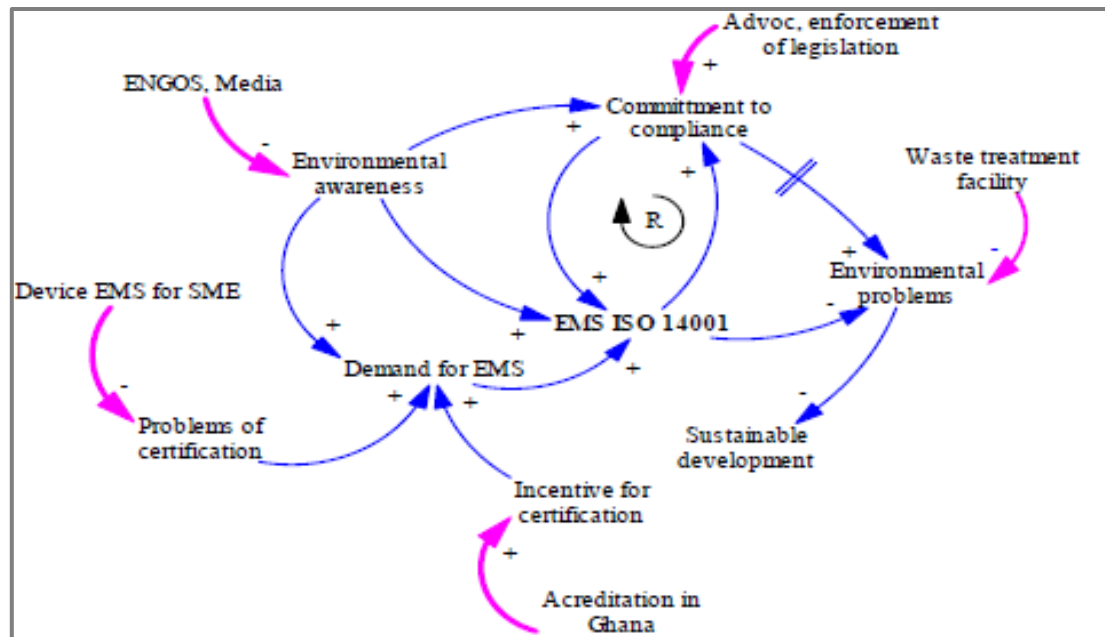 Advoc, enforcement
of legislation
+
ENGOS, Media
-
Committment to
compliance
+
+
Environmental
awareness
Waste treatment
facility
R
-
+
Environmental
problems
-
Device EMS for SME
+
EMS ISO 14001
+
+
Demand for EMS
+
-
+
+
-
Problems of
certification
Sustainable
development
Incentive for
certification
+
Acreditation in
Ghana